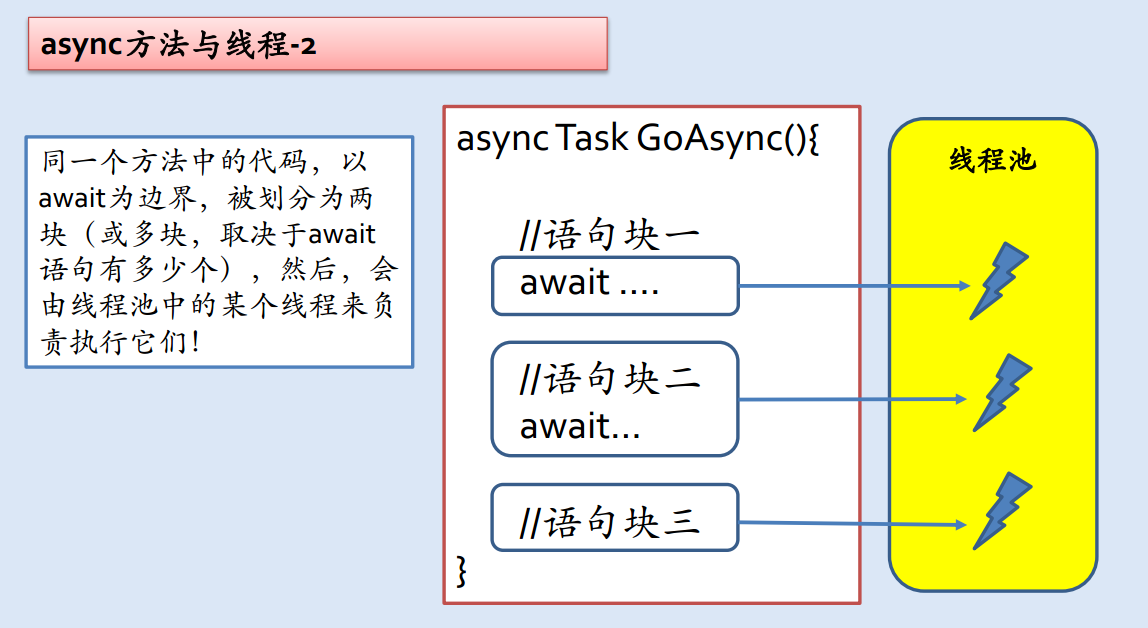 async方法与线程-2
同一个方法中的代码，以
await为边界，被划分为两
块（或多块，取决于await
语句有多少个），然后，会
由线程池中的某个线程来负
责执行它们！
async Task GoAsync(){
//语句块一
await ....
//语句块二
await...
//语句块三
}
线程池